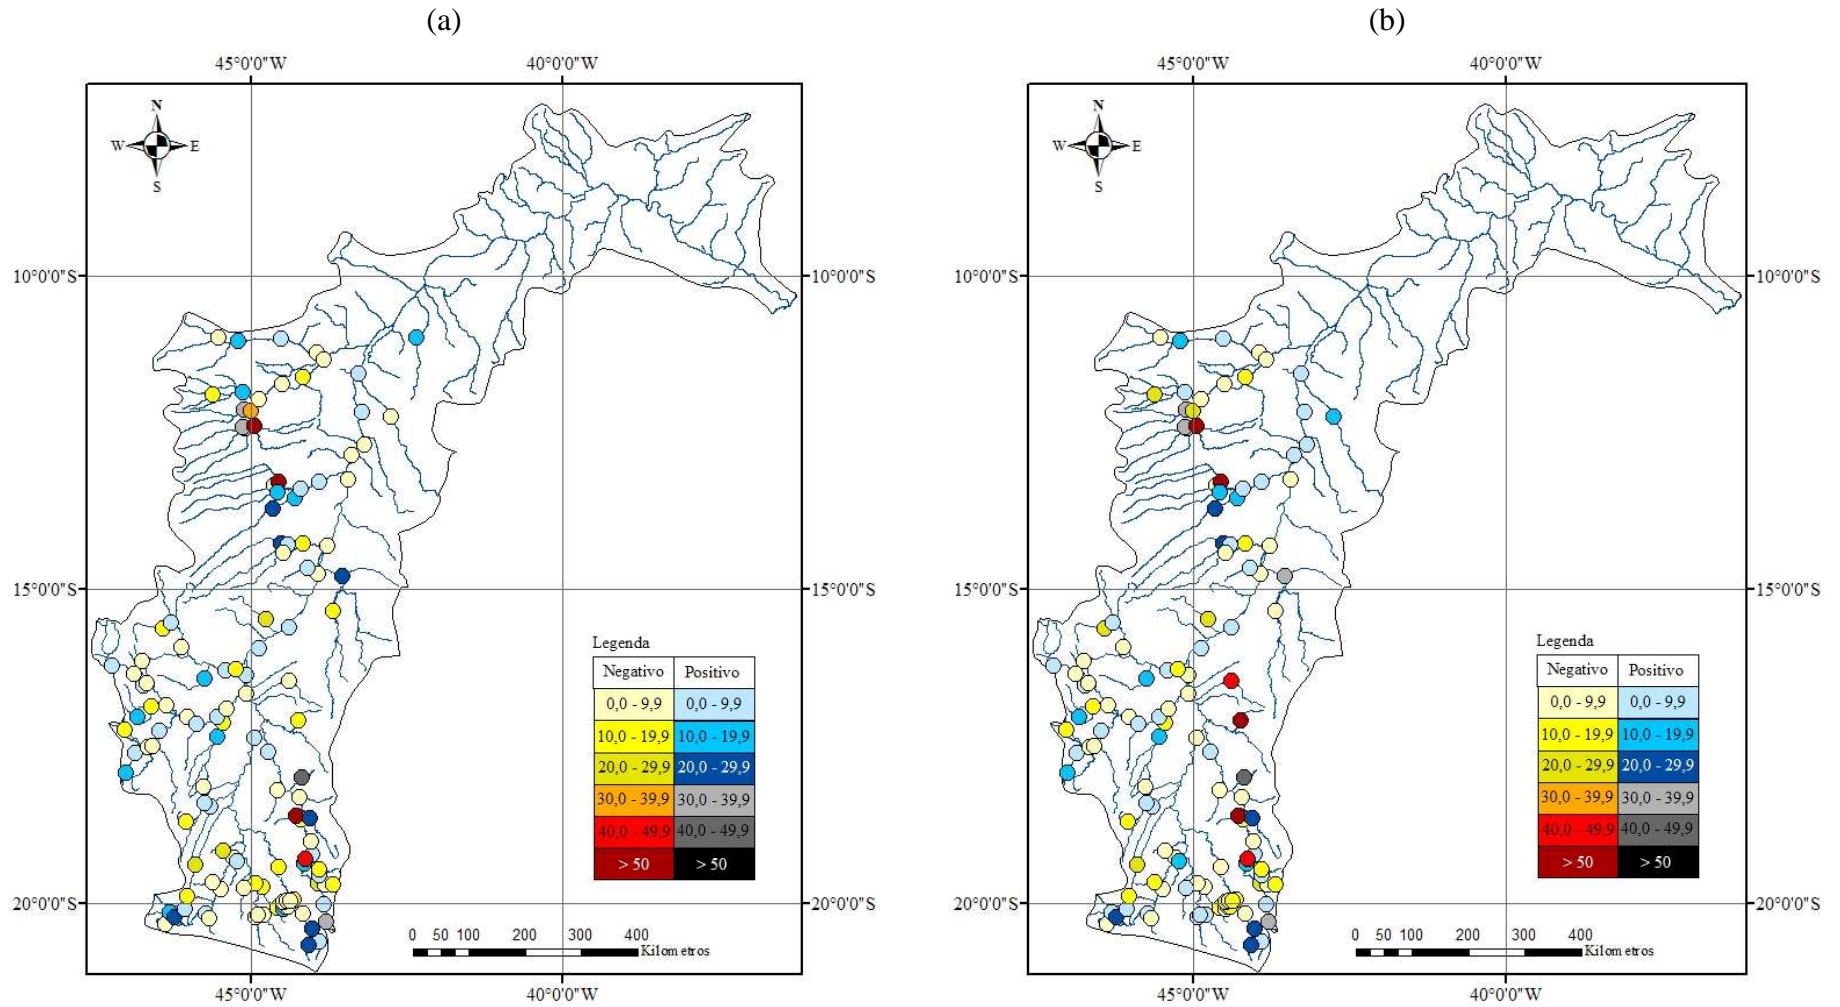 (a)
45°0'0"W 40°0'0"W
N
W E
S
10°0'0"S 10°0'0"S
15°0'0"S 15°0'0"S
Legenda
Negativo Positivo
0,0 - 9,9 0,0 - 9,9
10,0 - 19,9 10,0 - 19,9
20,0 - 29,9 20,0 - 29,9
30,0 - 39,9 30,0 - 39,9
40,0 - 49,9 40,0 - 49,9
> 50 > 50
20°0'0"S 20°0'0"S
0 50 100 200 300 400
Kilometros
45°0'0"W 40°0'0"W
(b)
45°0'0"W 40°0'0"W
N
W E
S
10°0'0"S 10°0'0"S
15°0'0"S 15°0'0"S
Legenda
Negativo Positivo
0,0 - 9,9 0,0 - 9,9
10,0 - 19,9 10,0 - 19,9
20,0 - 29,9 20,0 - 29,9
30,0 - 39,9 30,0 - 39,9
40,0 - 49,9 40,0 - 49,9
> 50 > 50
20°0'0"S 20°0'0"S
0 50 100 200 300 400
Kilometros
45°0'0"W 40°0'0"W